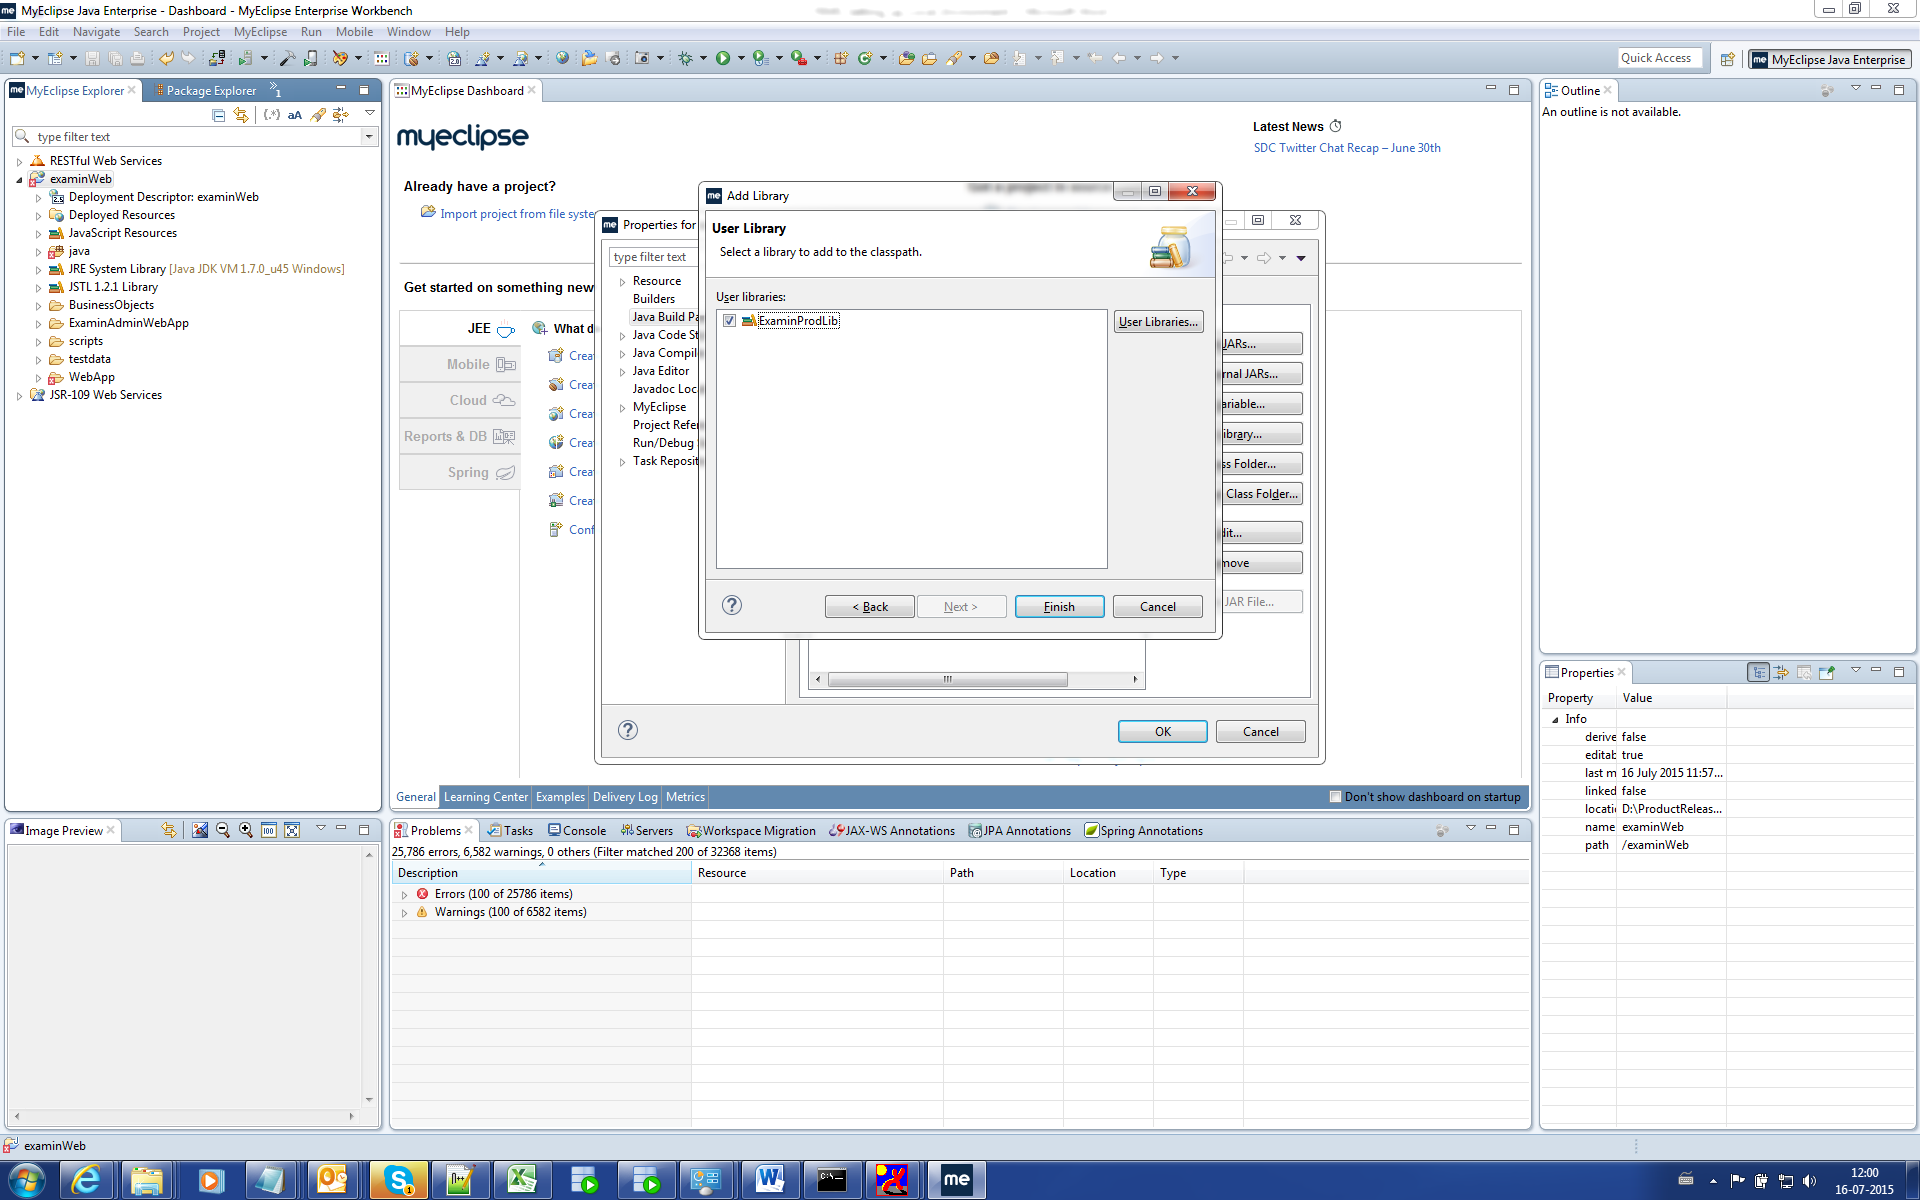 MyEclipse Java Enterprise - Dashboard - MyEclipse Enterprise Workbench
File Edit Navigate Search Project MyEclipse Run Mobile Window Help
Quick Access
MyEclipse Java Enterprise
MyEclipse Explorer
Package Explorer
type filter text
RESTful Web Services
examinWeb
Deployment Descriptor: examinWeb
Deployed Resources
JavaScript Resources
java
JRE System Library [Java JDK VM 1.7.0_u45 Windows]
JSTL 1.2.1 Library
BusinessObjects
ExaminAdminWebApp
scripts
testdata
WebApp
JSR-109 Web Services
MyEclipse Dashboard
myeclipse
Latest News
SDC Twitter Chat Recap – June 30th
Already have a project?
Import project from file syste
Get started on something new
JEE
Mobile
Cloud
Reports & DB
Spring
What d
Crea
Crea
Crea
Crea
Crea
Crea
Conf
Properties for
type filter text
Resource
Builders
Java Build Pa
Java Code St
Java Compil
Java Editor
Javadoc Loc
MyEclipse
Project Refer
Run/Debug
Task Reposit
JARs...
rnal JARs...
ariable...
ibrary...
ss Folder...
Class Folder...
dit...
move
JAR File...
OK
Cancel
Add Library
User Library
Select a library to add to the classpath.
User libraries:
ExaminProdLib
User Libraries...
< Back
Next >
Finish
Cancel
General Learning Center Examples Delivery Log Metrics
Don't show dashboard on startup
Outline
An outline is not available.
Properties
Property Value
Info
derive false
editab true
last m 16 July 2015 11:57...
linked false
locatic D:\ProductReleas...
name examinWeb
path /examinWeb
Image Preview
Problems Tasks Console Servers Workspace Migration JAX-WS Annotations JPA Annotations Spring Annotations
25,786 errors, 6,582 warnings, 0 others (Filter matched 200 of 32368 items)
Description Resource Path Location Type
Errors (100 of 25786 items)
Warnings (100 of 6582 items)
examinWeb
12:00
16-07-2015